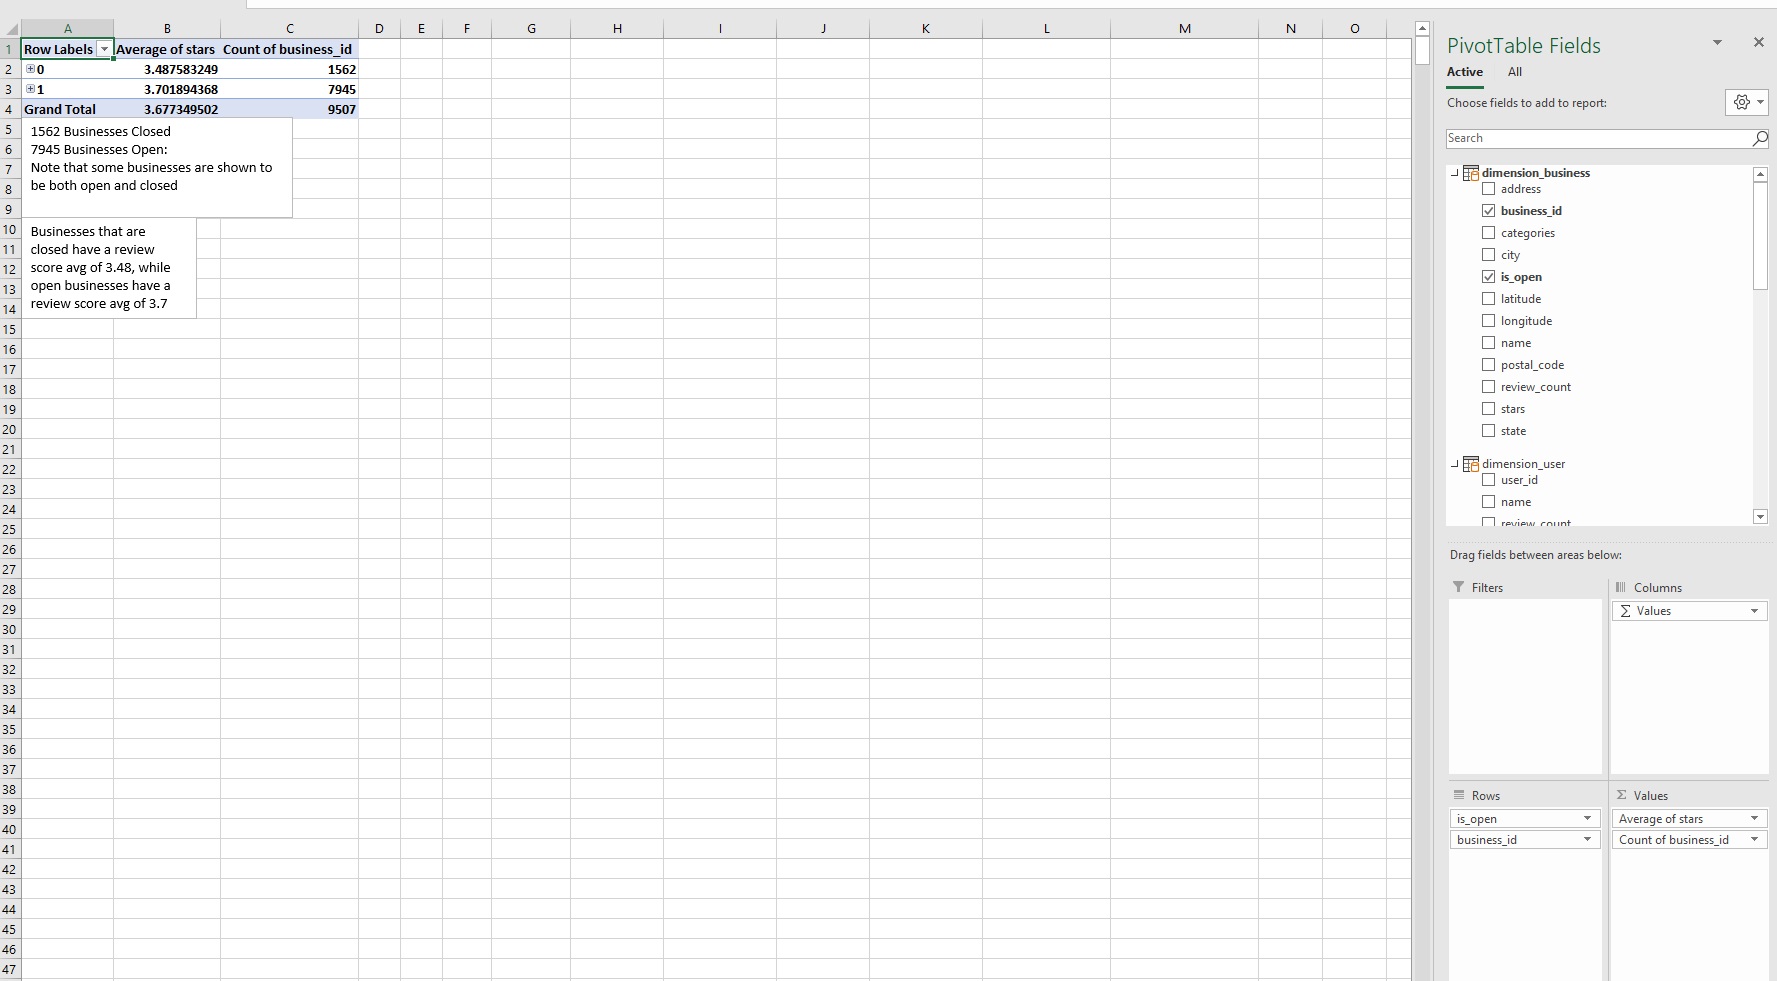 A B C D E F G H I J K L M N O
1 Row Labels Average of stars Count of business_id
2 0 3.487583249 1562
3 1 3.701894368 7945
4 Grand Total 3.677349502 9507
5
6
7
8
9
10
11
12
13
14
15
16
17
18
19
20
21
22
23
24
25
26
27
28
29
30
31
32
33
34
35
36
37
38
39
40
41
42
43
44
45
46
47
1562 Businesses Closed
7945 Businesses Open:
Note that some businesses are shown to
be both open and closed
Businesses that are
closed have a review
score avg of 3.48, while
open businesses have a
review score avg of 3.7
PivotTable Fields
Active All
Choose fields to add to report:
Search
dimension_business
address
business_id
categories
city
is_open
latitude
longitude
name
postal_code
review_count
stars
state
dimension_user
user_id
name
review_count
Drag fields between areas below:
Filters
Columns
Σ Values
Rows
is_open
business_id
Σ Values
Average of stars
Count of business_id